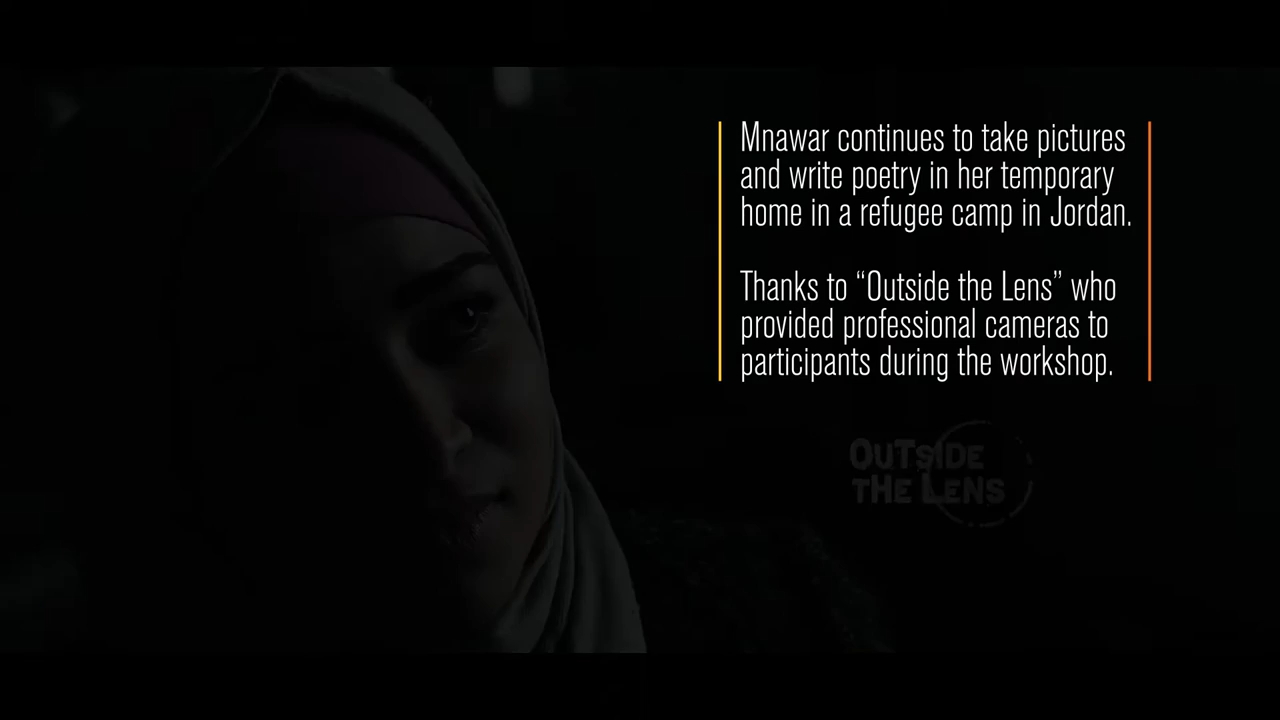 Mnawar continues to take pictures
and write poetry in her temporary
home in a refugee camp in Jordan.
Thanks to “Outside the Lens” who
provided professional cameras to
participants during the workshop.
OUTSIDE
THE LENS